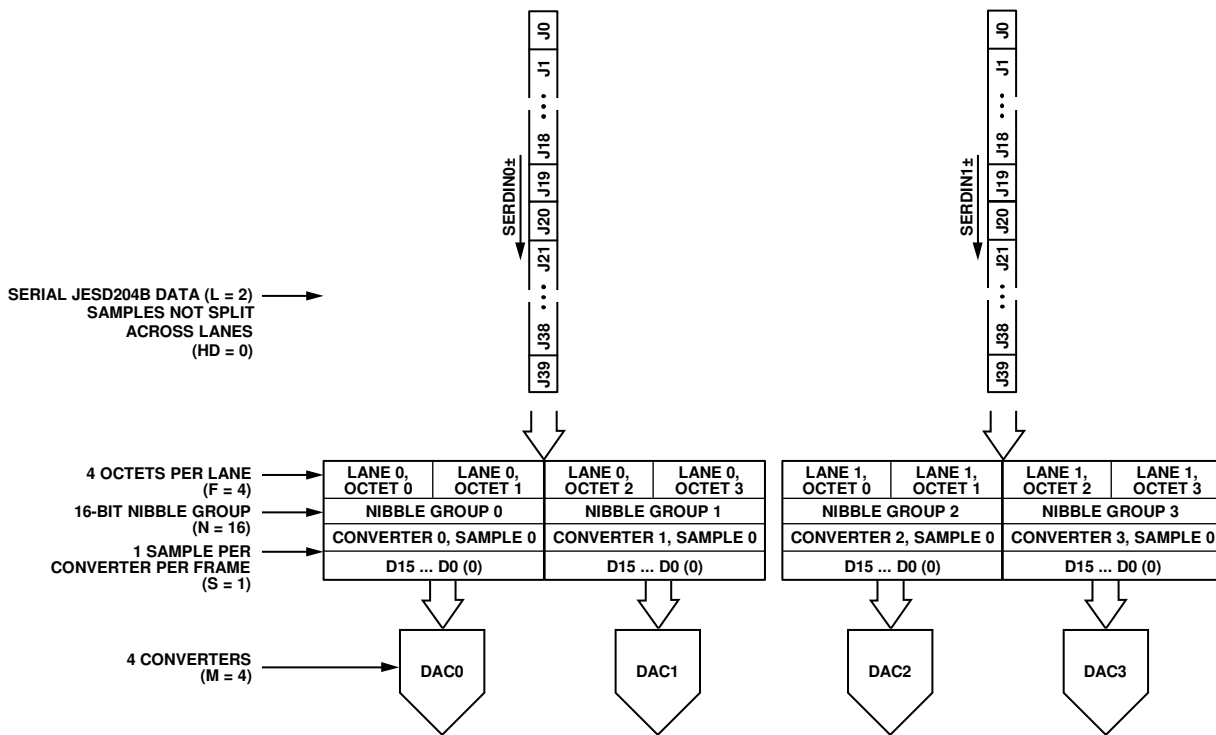 J0
J1
...
J18
J19
J20
J21
...
J38
J39
SERDIN0±
J0
J1
...
J18
J19
J20
J21
...
J38
J39
SERDIN1±
SERIAL JESD204B DATA (L = 2)
SAMPLES NOT SPLIT
ACROSS LANES
(HD = 0)
4 OCTETS PER LANE
(F = 4)
LANE 0,
OCTET 0
LANE 0,
OCTET 1
LANE 0,
OCTET 2
LANE 0,
OCTET 3
LANE 1,
OCTET 0
LANE 1,
OCTET 1
LANE 1,
OCTET 2
LANE 1,
OCTET 3
16-BIT NIBBLE GROUP
(N = 16)
NIBBLE GROUP 0
NIBBLE GROUP 1
NIBBLE GROUP 2
NIBBLE GROUP 3
1 SAMPLE PER
CONVERTER PER FRAME
(S = 1)
CONVERTER 0, SAMPLE 0
CONVERTER 1, SAMPLE 0
CONVERTER 2, SAMPLE 0
CONVERTER 3, SAMPLE 0
D15 ... D0 (0)
D15 ... D0 (0)
D15 ... D0 (0)
D15 ... D0 (0)
4 CONVERTERS
(M = 4)
DAC0
DAC1
DAC2
DAC3